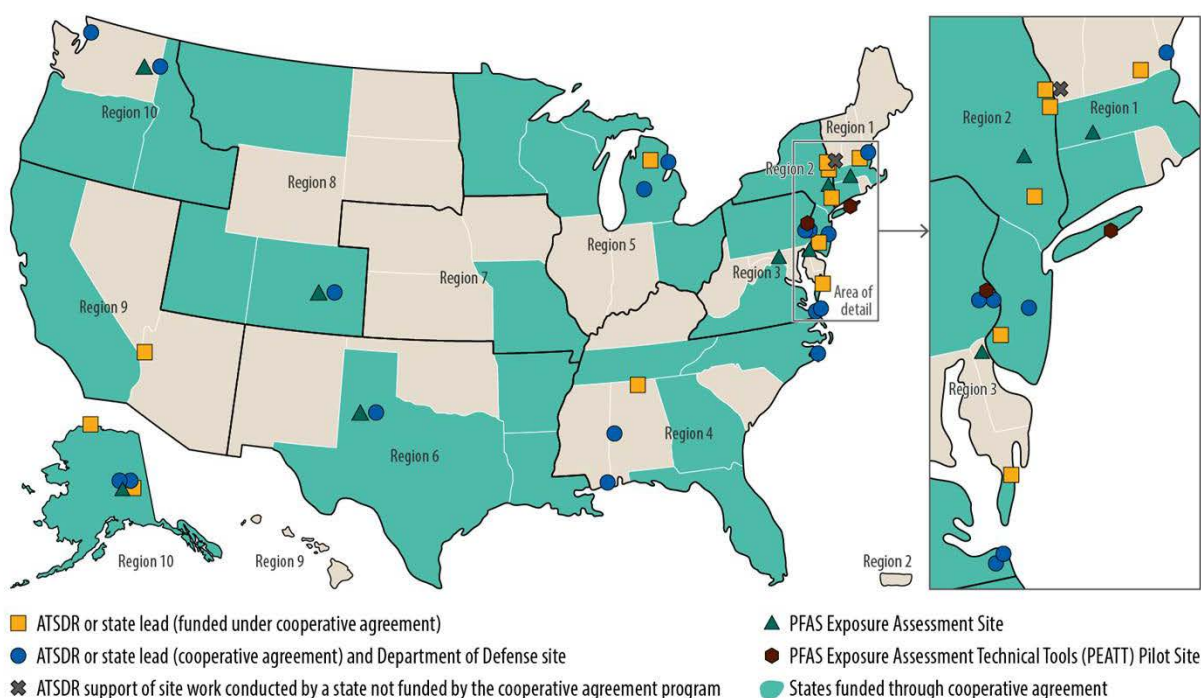 Region 10
Region 8
Region 9
Region 7
Region 5
Region 6
Region 4
Region 3
Region 2
Region 1
Area of
detail
Region 10
Region 9
Region 2
Region 2
Region 1
Region 3
ATSDR or state lead (funded under cooperative agreement)
ATSDR or state lead (cooperative agreement) and Department of Defense site
ATSDR support of site work conducted by a state not funded by the cooperative agreement program
PFAS Exposure Assessment Site
PFAS Exposure Assessment Technical Tools (PEATT) Pilot Site
States funded through cooperative agreement